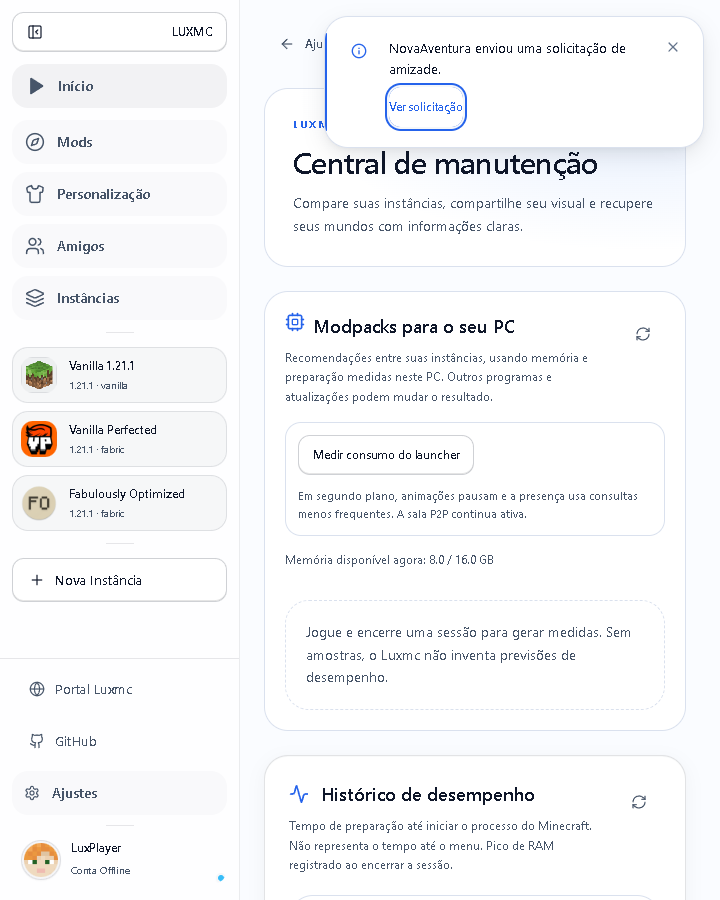 LUXMC
Início
Mods
Personalização
Amigos
Instâncias
Vanilla 1.21.1
1.21.1 · vanilla
Vanilla Perfected
1.21.1 · fabric
Fabulously Optimized
1.21.1 · fabric
Nova Instância
Portal Luxmc
GitHub
Ajustes
LuxPlayer
Conta Offline
NovaAventura enviou uma solicitação de
amizade.
Ver solicitação
Central de manutenção
Compare suas instâncias, compartilhe seu visual e recupere
seus mundos com informações claras.
Modpacks para o seu PC
Recomendações entre suas instâncias, usando memória e
preparação medidas neste PC. Outros programas e
atualizações podem mudar o resultado.
Medir consumo do launcher
Em segundo plano, animações pausam e a presença usa consultas
menos frequentes. A sala P2P continua ativa.
Memória disponível agora: 8.0 / 16.0 GB
Jogue e encerre uma sessão para gerar medidas. Sem
amostras, o Luxmc não inventa previsões de
desempenho.
Histórico de desempenho
Tempo de preparação até iniciar o processo do Minecraft.
Não representa o tempo até o menu. Pico de RAM
registrado ao encerrar a sessão.